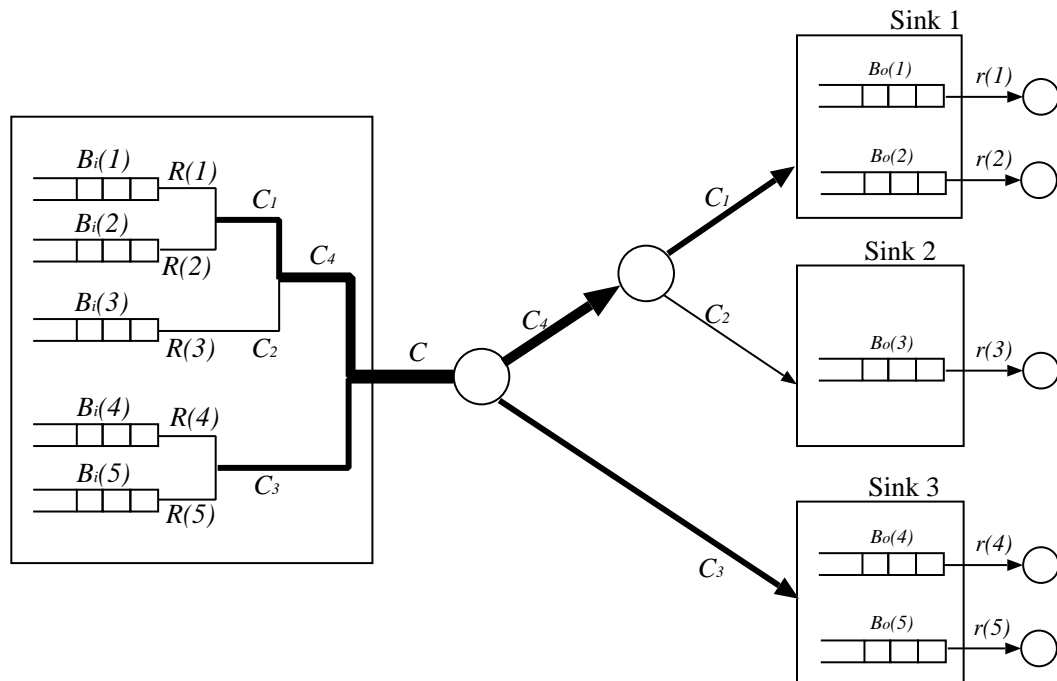 Sink 1
Bo(1)
r(1)
Bo(2)
r(2)
Bi(1)
R(1)
C1
Bi(2)
R(2)
C4
Bi(3)
R(3)
C2
C
Bi(4)
R(4)
Bi(5)
R(5)
C3
C4
C1
C2
C3
Sink 2
Bo(3)
r(3)
Sink 3
Bo(4)
r(4)
Bo(5)
r(5)